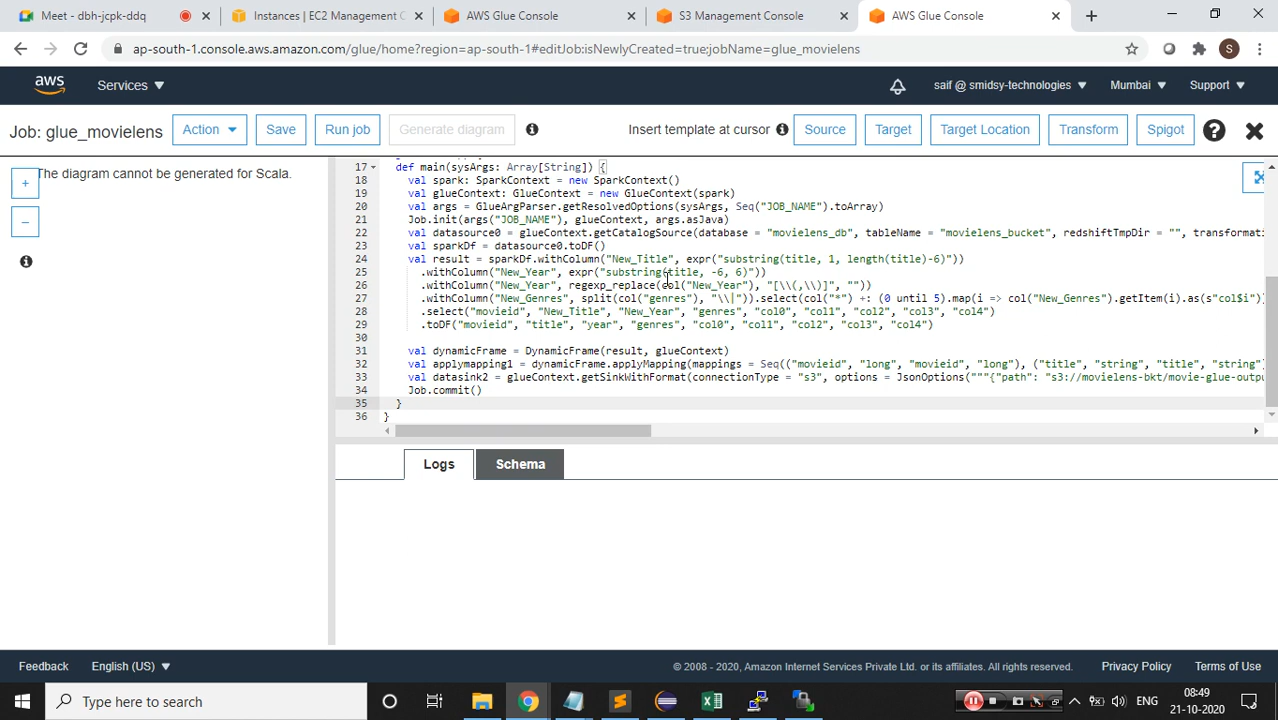 Meet - dbh-jcpk-ddq
Instances | EC2 Management C
AWS Glue Console
S3 Management Console
AWS Glue Console
ap-south-1.console.aws.amazon.com/glue/home?region=ap-south-1#editJob:isNewlyCreated=true;jobName=glue_movielens
S
aws
Services
saif @ smidsy-technologies
Mumbai
Support
Job: glue_movielens
Action
Save
Run job
Generate diagram
Insert template at cursor
Source
Target
Target Location
Transform
Spigot
The diagram cannot be generated for Scala.
17 def main(sysArgs: Array[String]) {
18 val spark: SparkContext = new SparkContext()
19 val glueContext: GlueContext = new GlueContext(spark)
20 val args = GlueArgParser.getResolvedOptions(sysArgs, Seq("JOB_NAME").toArray)
21 Job.init(args("JOB_NAME"), glueContext, args.asJava)
22 val datasource0 = glueContext.getCatalogSource(database = "movielens_db", tableName = "movielens_bucket", redshiftTmpDir = "", transformati
23 val sparkDf = datasource0.toDF()
24 val result = sparkDf.withColumn("New_Title", expr("substring(title, 1, length(title)-6)"))
25 .withColumn("New_Year", expr("substring(title, -6, 6)"))
26 .withColumn("New_Year", regexp_replace(col("New_Year"), "[\\(,\\)]", ""))
27 .withColumn("New_Genres", split(col("genres"), "\\|")).select(col("*") +: (0 until 5).map(i => col("New_Genres").getItem(i).as(s"col$i"))
28 .select("movieid", "New_Title", "New_Year", "genres", "col0", "col1", "col2", "col3", "col4")
29 .toDF("movieid", "title", "year", "genres", "col0", "col1", "col2", "col3", "col4")
30
31 val dynamicFrame = DynamicFrame(result, glueContext)
32 val applymapping1 = dynamicFrame.applyMapping(mappings = Seq(("movieid", "long", "movieid", "long"), ("title", "string", "title", "string"
33 val datasink2 = glueContext.getSinkWithFormat(connectionType = "s3", options = JsonOptions("""{"path": "s3://movielens-bkt/movie-glue-outpu
34 Job.commit()
35 }
36 }
Logs
Schema
Feedback
English (US)
© 2008 - 2020, Amazon Internet Services Private Ltd. or its affiliates. All rights reserved.
Privacy Policy
Terms of Use
Type here to search
ENG
08:49
21-10-2020